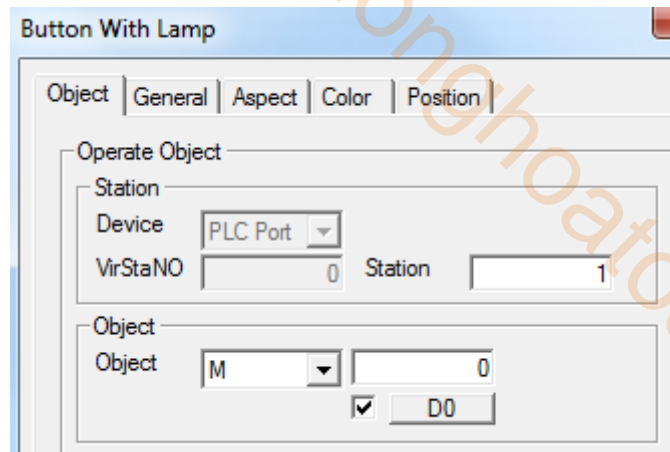 Button With Lamp
Object General Aspect Color Position
Operate Object
Station
Device PLC Port
VirStaNO 0 Station 1
Object
Object M 0
D0